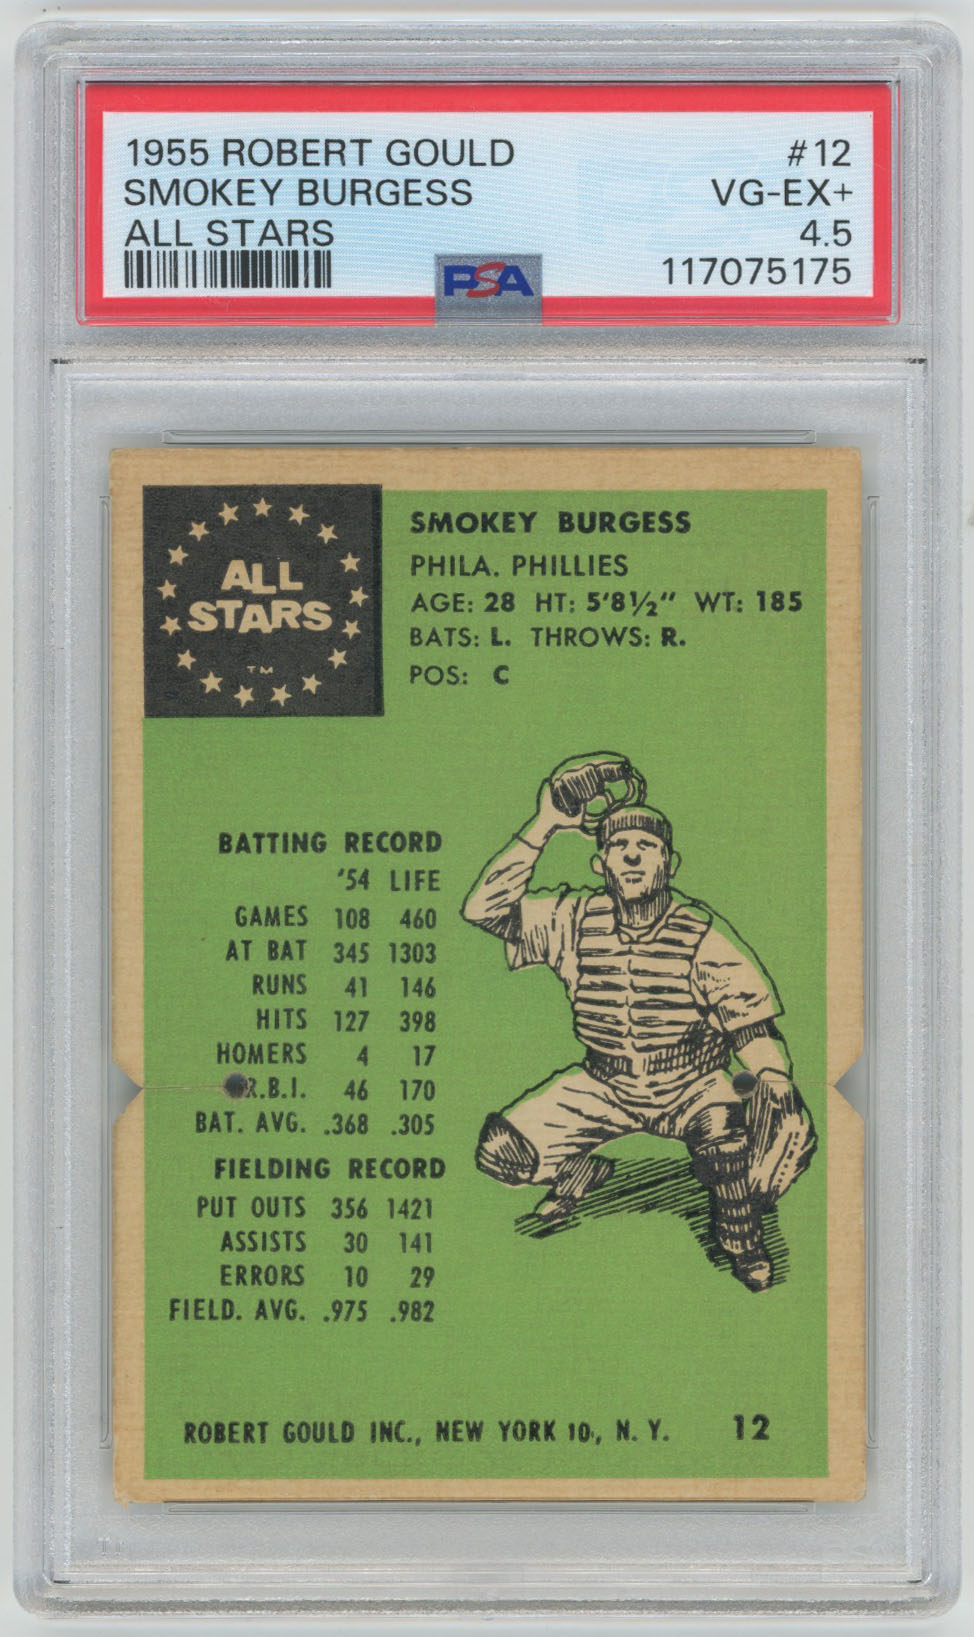 1955 ROBERT GOULD #12
SMOKEY BURGESS VG-EX+
ALL STARS 4.5
PSA 117075175
ALL
STARS
TM
SMOKEY BURGESS
PHILA. PHILLIES
AGE: 28 HT: 5'8½" WT: 185
BATS: L. THROWS: R.
POS: C
BATTING RECORD
'54 LIFE
GAMES 108 460
AT BAT 345 1303
RUNS 41 146
HITS 127 398
HOMERS 4 17
R.B.I. 46 170
BAT. AVG. .368 .305
FIELDING RECORD
PUT OUTS 356 1421
ASSISTS 30 141
ERRORS 10 29
FIELD. AVG. .975 .982
ROBERT GOULD INC., NEW YORK 10, N. Y. 12